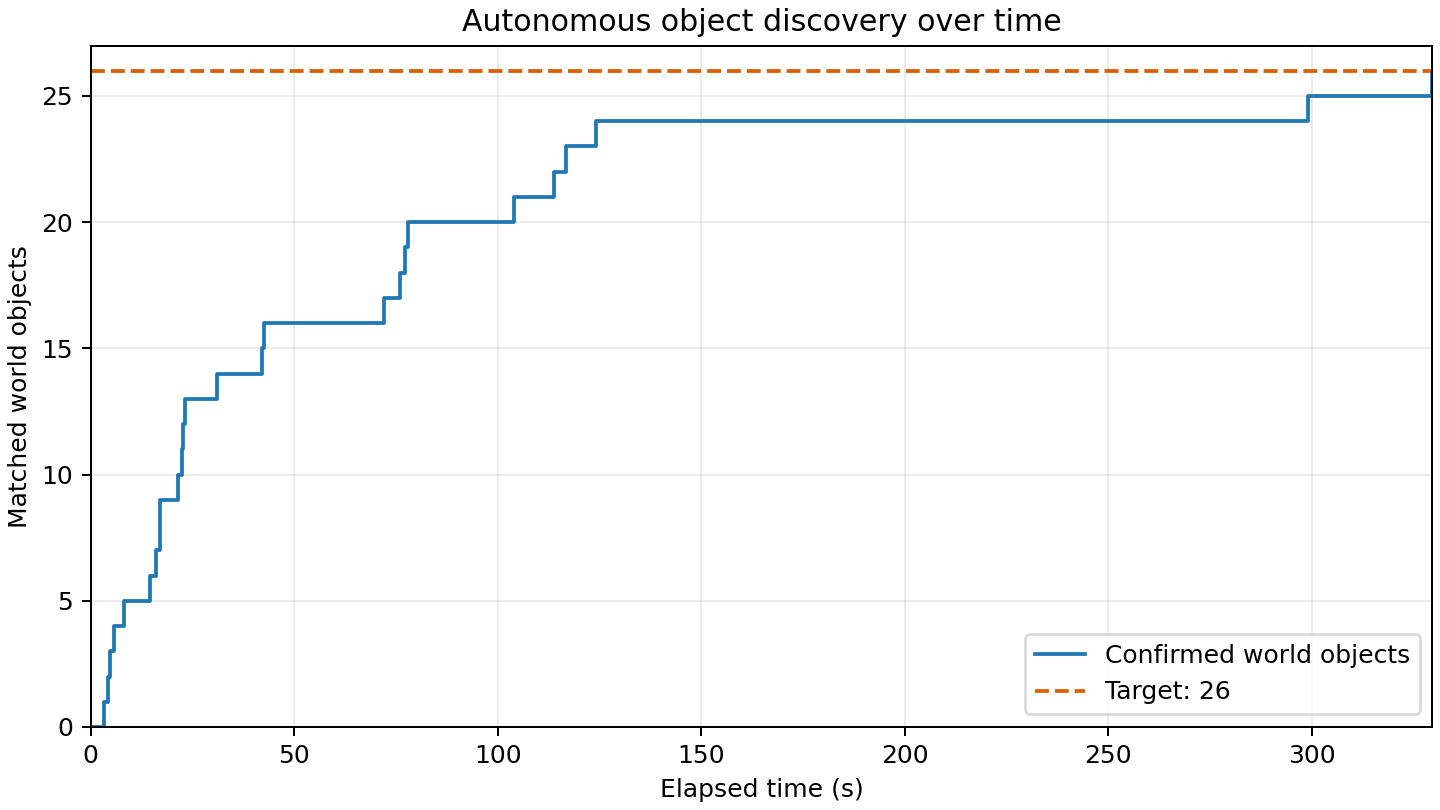 Autonomous object discovery over time
Matched world objects
25
20
15
10
5
0
0 50 100 150 200 250 300
Elapsed time (s)
Confirmed world objects
Target: 26